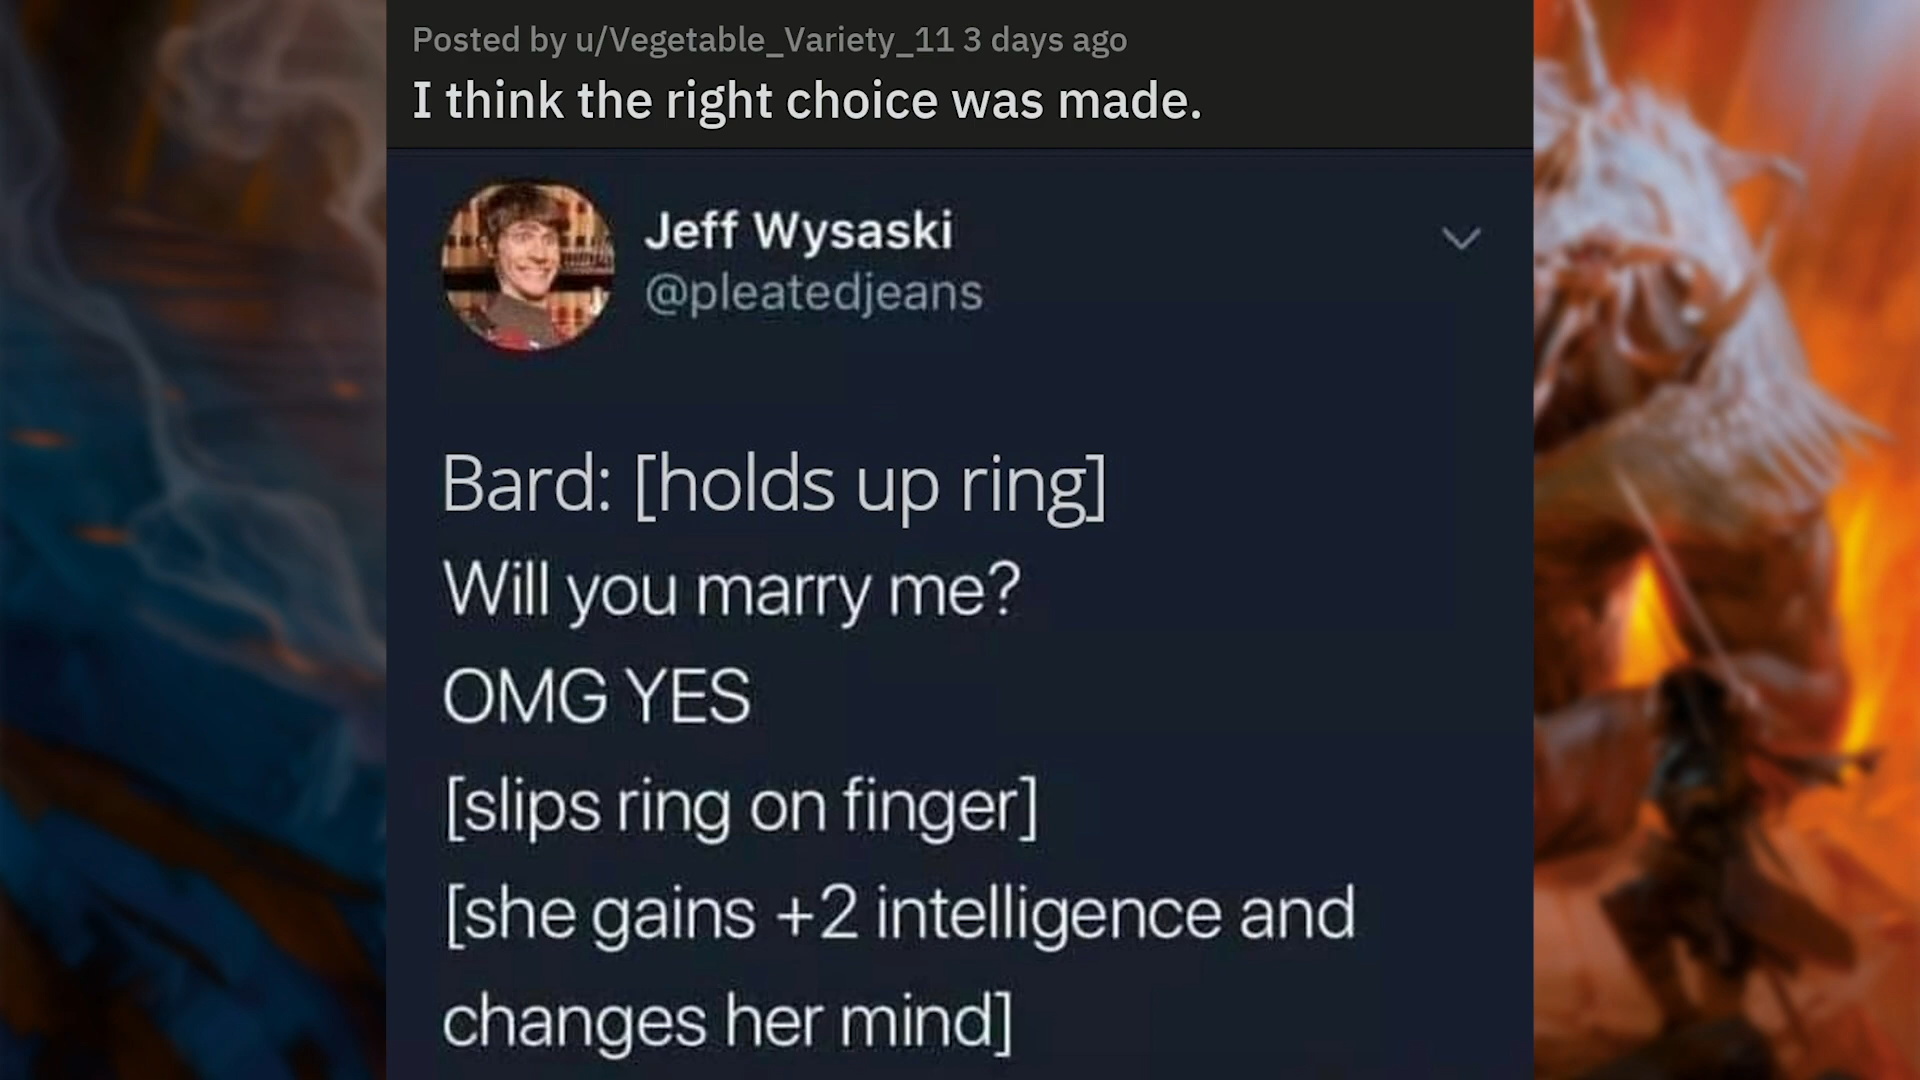 Posted by u/Vegetable_Variety_11 3 days ago
I think the right choice was made.
Jeff Wysaski
@pleatedjeans
Bard: [holds up ring]
Will you marry me?
OMG YES
[slips ring on finger]
[she gains +2 intelligence and
changes her mind]